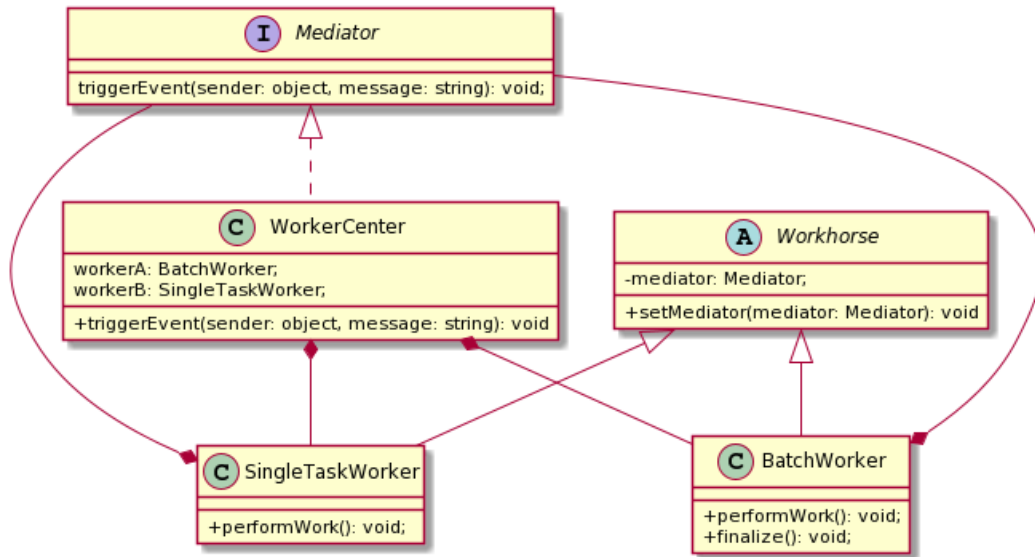 I Mediator
triggerEvent(sender: object, message: string): void;
C WorkerCenter
workerA: BatchWorker;
workerB: SingleTaskWorker;
+triggerEvent(sender: object, message: string): void
A Workhorse
-mediator: Mediator;
+setMediator(mediator: Mediator): void
C SingleTaskWorker
+performWork(): void;
C BatchWorker
+performWork(): void;
+finalize(): void;